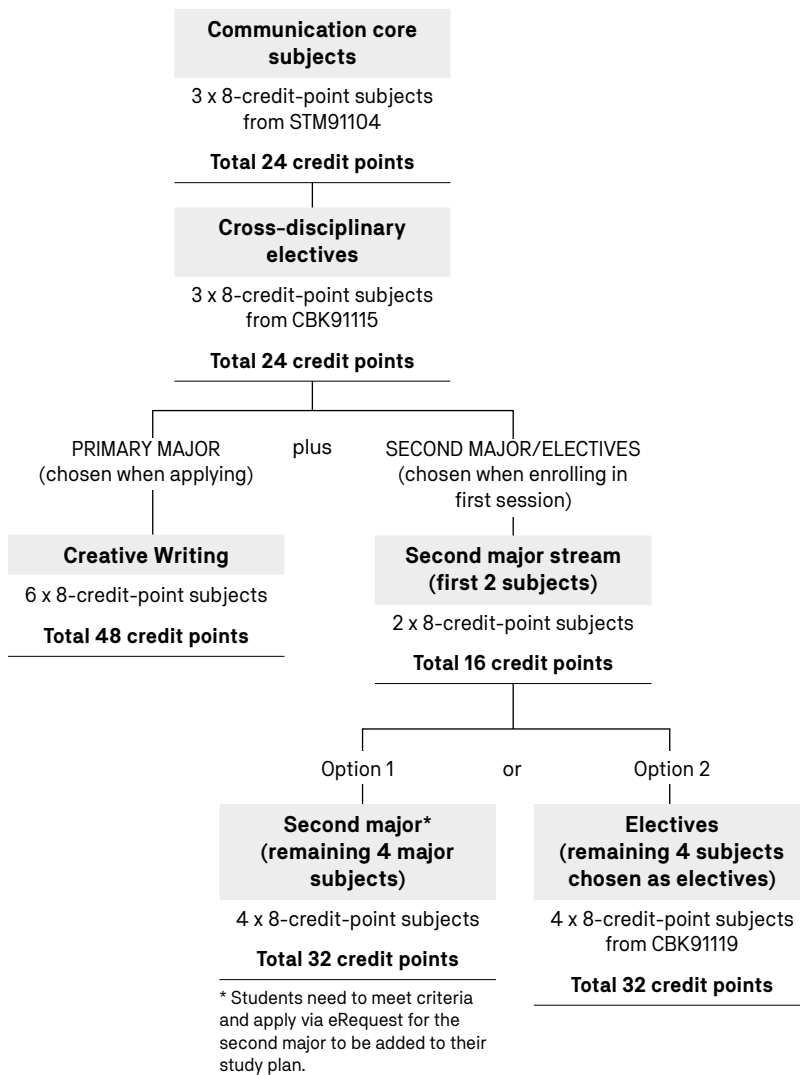 Communication core
subjects
3 x 8-credit-point subjects
from STM91104
Total 24 credit points
Cross-disciplinary
electives
3 x 8-credit-point subjects
from CBK91115
Total 24 credit points
PRIMARY MAJOR
(chosen when applying)
plus
SECOND MAJOR/ELECTIVES
(chosen when enrolling in
first session)
Creative Writing
6 x 8-credit-point subjects
Total 48 credit points
Second major stream
(first 2 subjects)
2 x 8-credit-point subjects
Total 16 credit points
Option 1
or
Option 2
Second major*
(remaining 4 major
subjects)
4 x 8-credit-point subjects
Total 32 credit points
* Students need to meet criteria
and apply via eRequest for the
second major to be added to their
study plan.
Electives
(remaining 4 subjects
chosen as electives)
4 x 8-credit-point subjects
from CBK91119
Total 32 credit points